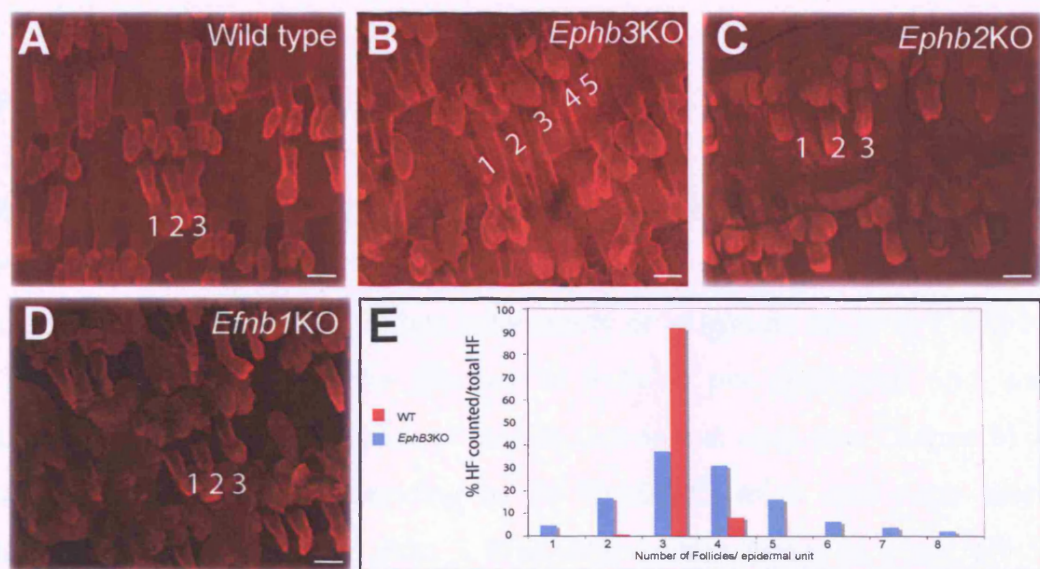 A Wild type
1 2 3
B Ephb3KO
1 2 3 4 5
C Ephb2KO
1 2 3
D Efnb1KO
1 2 3
E
% HF counted/total HF
100
90
80
70
60
50
40
30
20
10
0
WT
EphB3KO
1 2 3 4 5 6 7 8
Number of Follicles/ epidermal unit